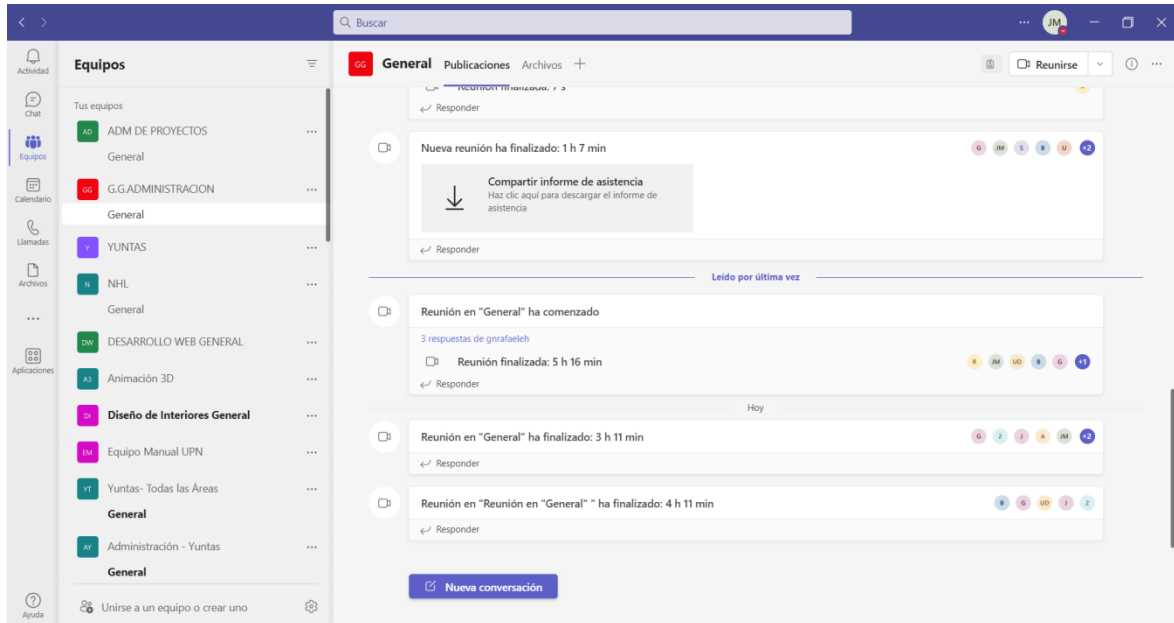 Buscar
JM
Actividad
Chat
Equipos
Calendario
Llamadas
Archivos
Aplicaciones
Ayuda
Equipos
Tus equipos
AD ADM DE PROYECTOS
General
GG G.G.ADMINISTRACION
General
Y YUNTAS
N NHL
General
DW DESARROLLO WEB GENERAL
A3 Animación 3D
DI Diseño de Interiores General
EM Equipo Manual UPN
YT Yuntas- Todas las Áreas
General
AY Administración - Yuntas
General
Unirse a un equipo o crear uno
GG General Publicaciones Archivos
Reunirse
Reunión finalizada: 7 s
Responder
Nueva reunión ha finalizado: 1 h 7 min
G JM S B U +2
Compartir informe de asistencia
Haz clic aquí para descargar el informe de
asistencia
Responder
Leído por última vez
Reunión en "General" ha comenzado
3 respuestas de gnrafaeleh
Reunión finalizada: 5 h 16 min
R JM UD B G +1
Responder
Hoy
Reunión en "General" ha finalizado: 3 h 11 min
G Z J A JM +2
Responder
Reunión en "Reunión en "General" " ha finalizado: 4 h 11 min
B G UD J Z
Responder
Nueva conversación